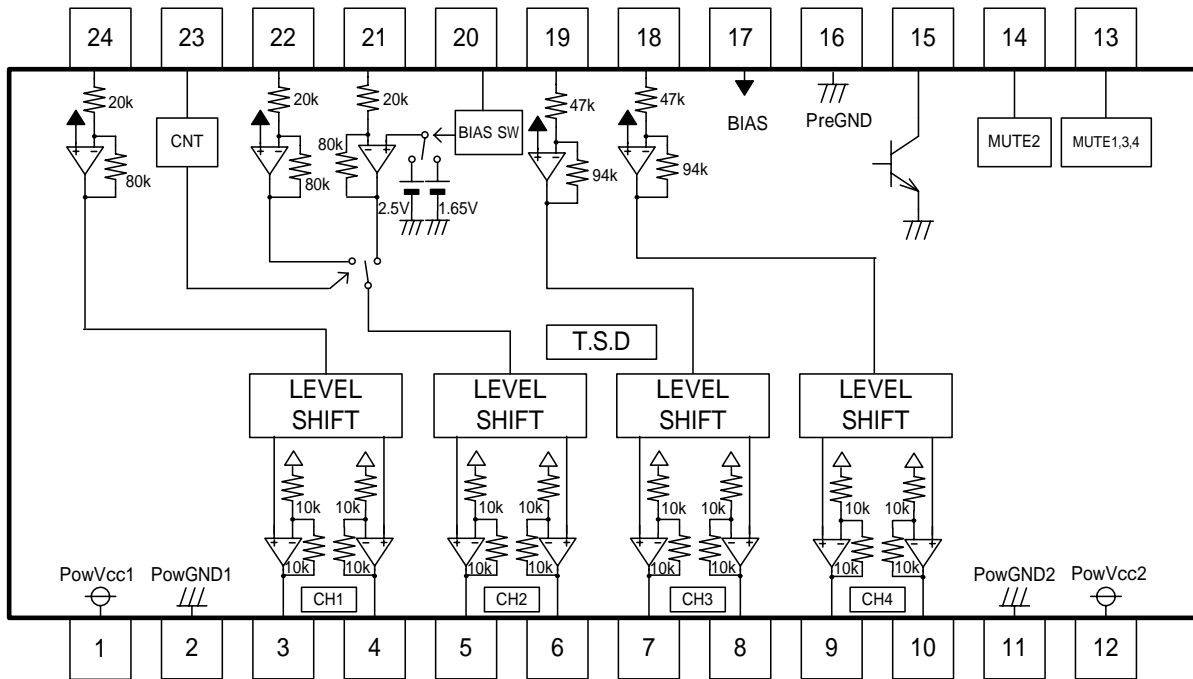 24 23 22 21 20 19 18 17 16 15 14 13
20k 20k 20k 47k 47k
CNT BIAS SW BIAS PreGND MUTE2 MUTE1,3,4
80k 80k 80k 94k 94k
2.5V 1.65V
T.S.D
LEVEL LEVEL LEVEL LEVEL
SHIFT SHIFT SHIFT SHIFT
10k 10k 10k 10k 10k 10k 10k 10k
10k 10k 10k 10k 10k 10k 10k 10k
PowVcc1 PowGND1 CH1 CH2 CH3 CH4 PowGND2 PowVcc2
1 2 3 4 5 6 7 8 9 10 11 12